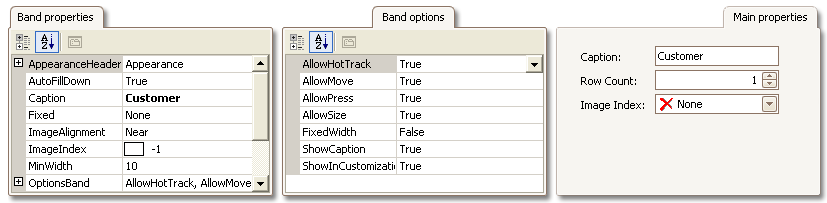 Band properties
AppearanceHeader Appearance
AutoFillDown True
Caption Customer
Fixed None
ImageAlignment Near
ImageIndex -1
MinWidth 10
OptionsBand AllowHotTrack, AllowMove
Band options
AllowHotTrack True
AllowMove True
AllowPress True
AllowSize True
FixedWidth False
ShowCaption True
ShowInCustomizati True
Main properties
Caption: Customer
Row Count: 1
Image Index: None